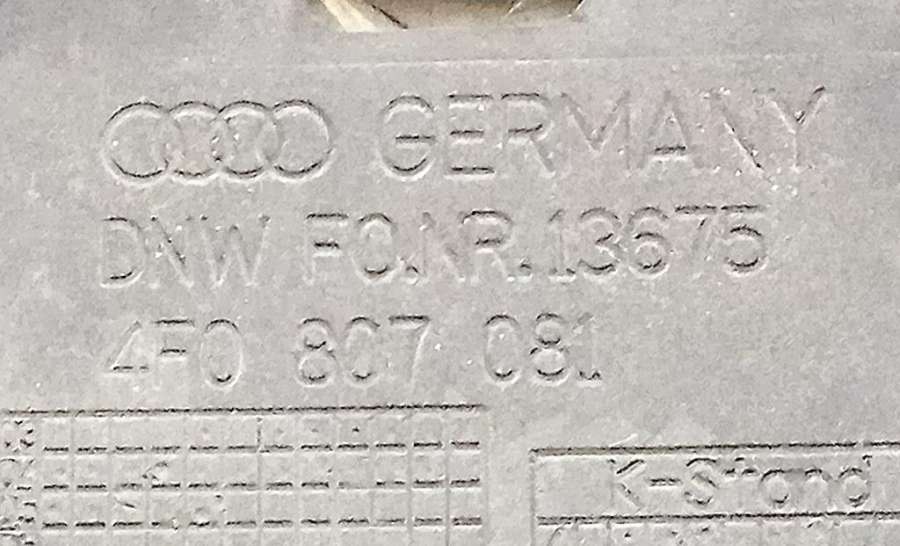 GERMANY
DNW FO.NR.13675
4F0 807 081
K-Stand